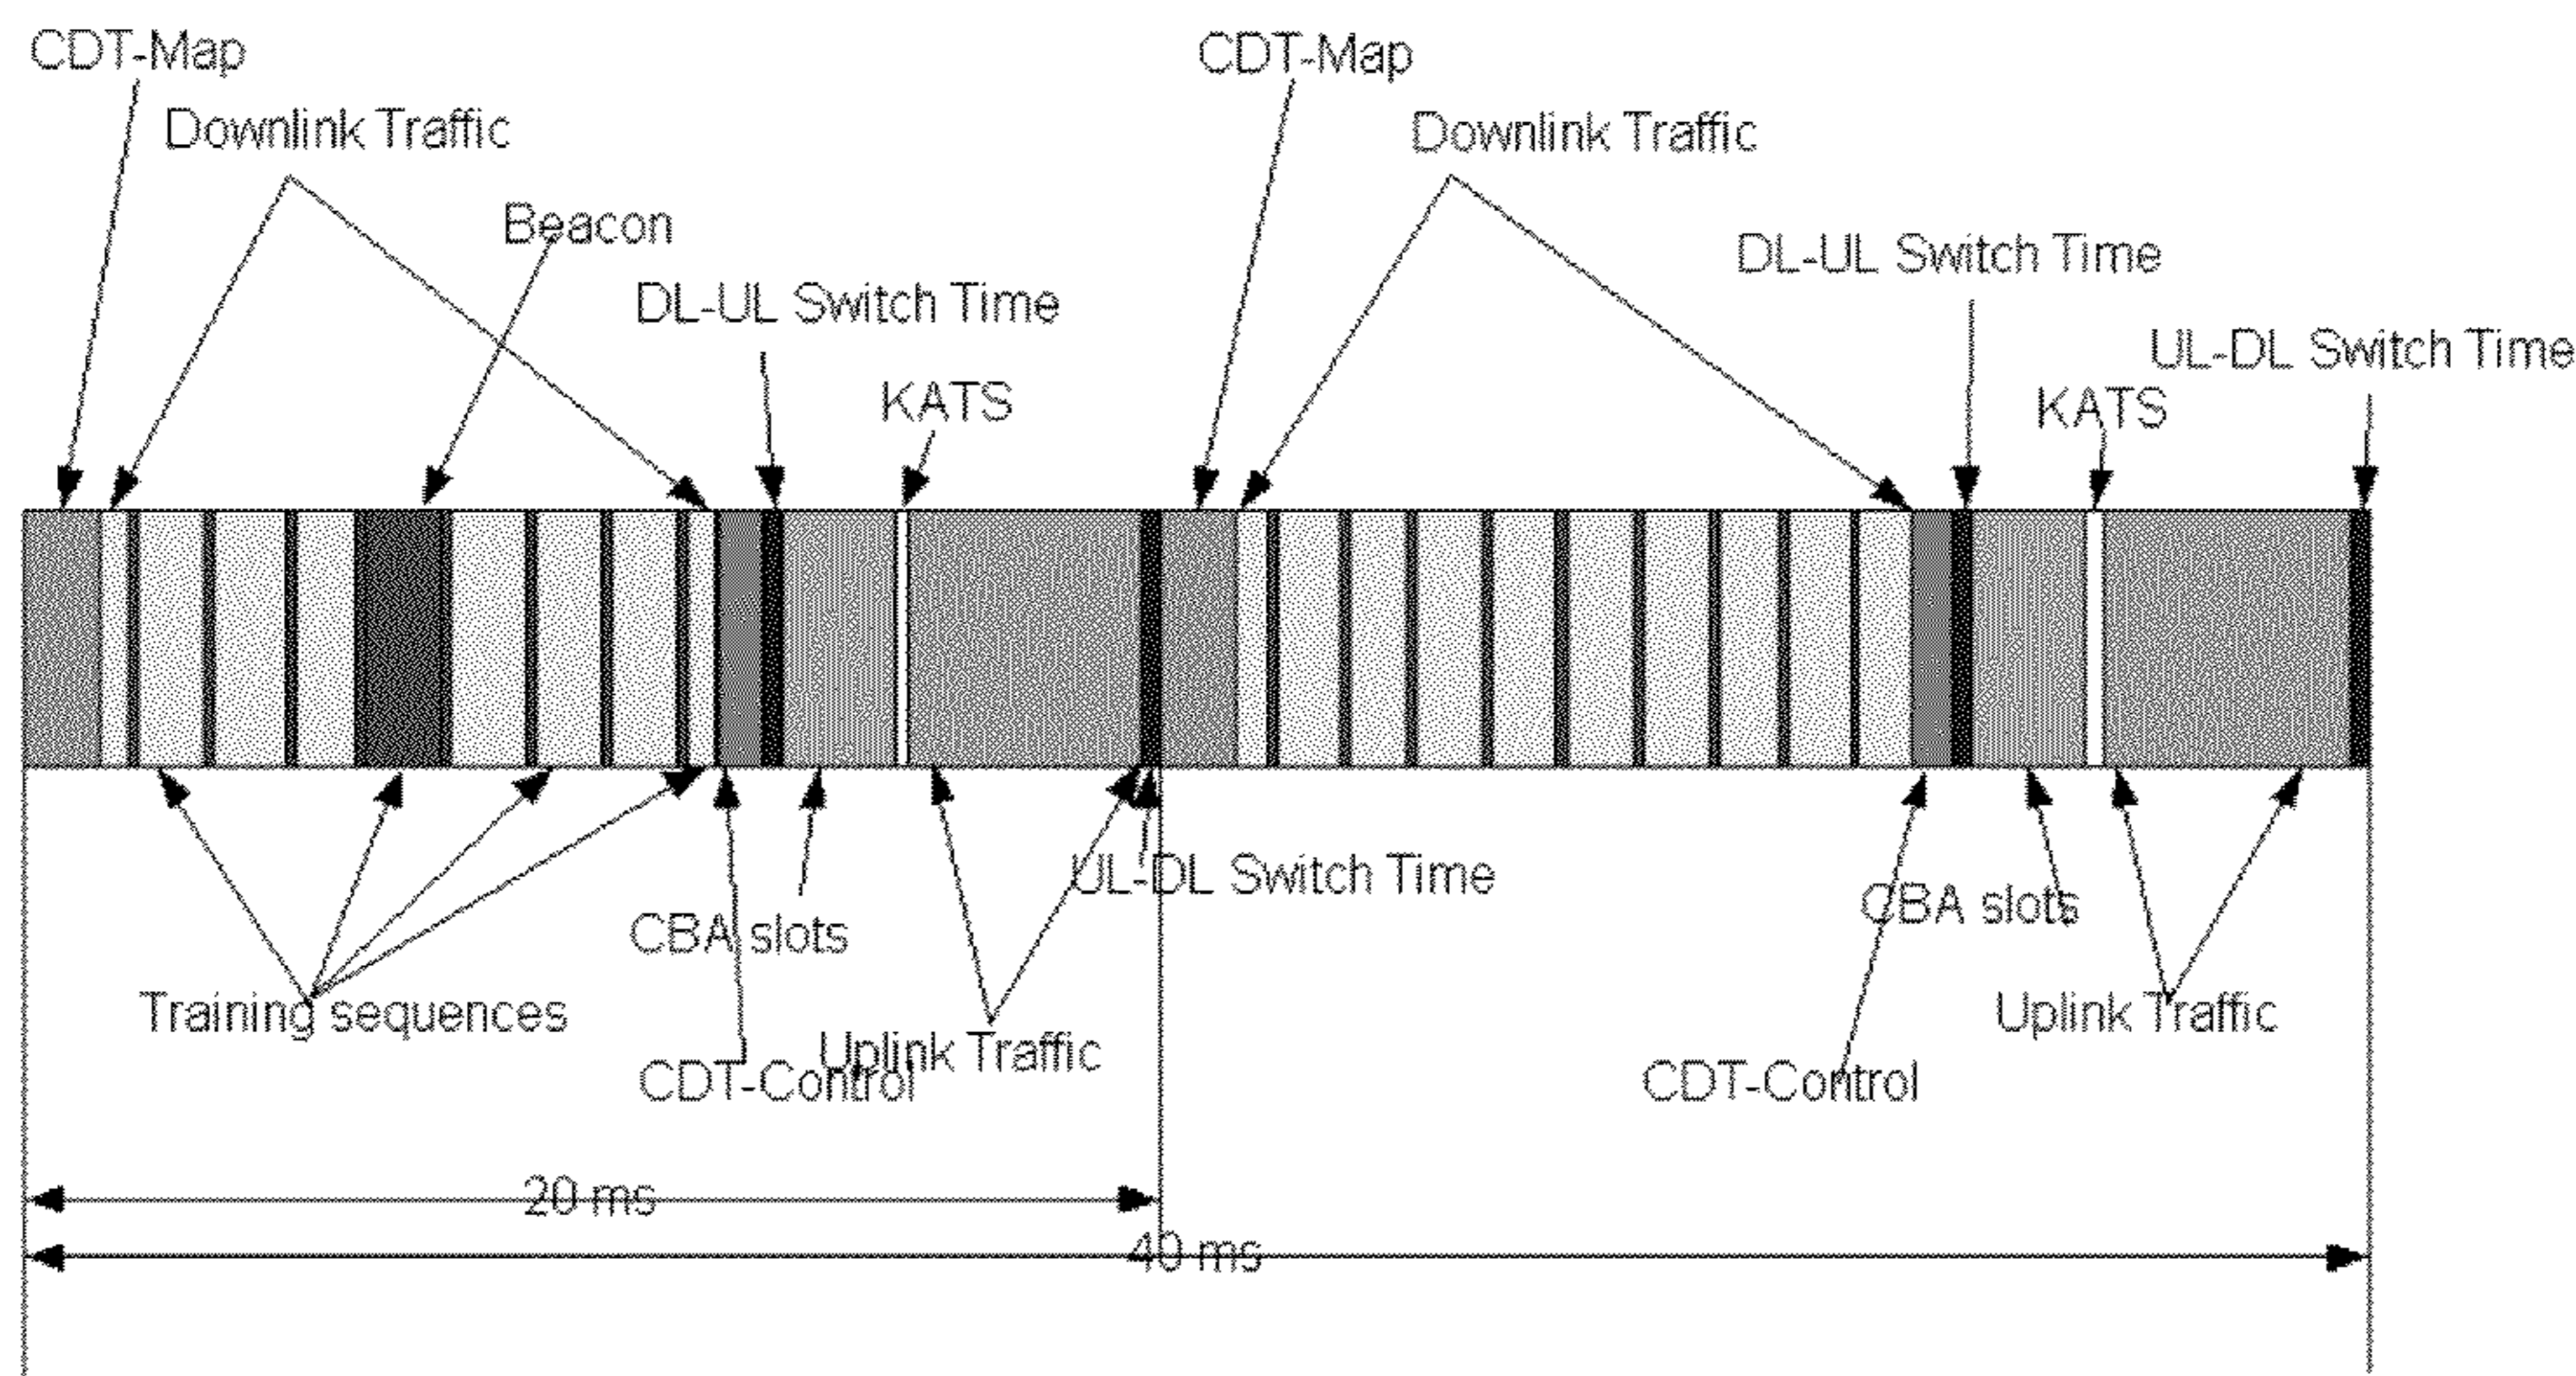 CDT-Map
CDT-Map
Downlink Traffic
Downlink Traffic
Beacon
DL-UL Switch Time
DL-UL Switch Time
UL-DL Switch Time
KATS
KATS
UL-DL Switch Time
CBA slots
CBA slots
Training sequences
Uplink Traffic
Uplink Traffic
CDT-Control
CDT-Control
20 ms
40 ms